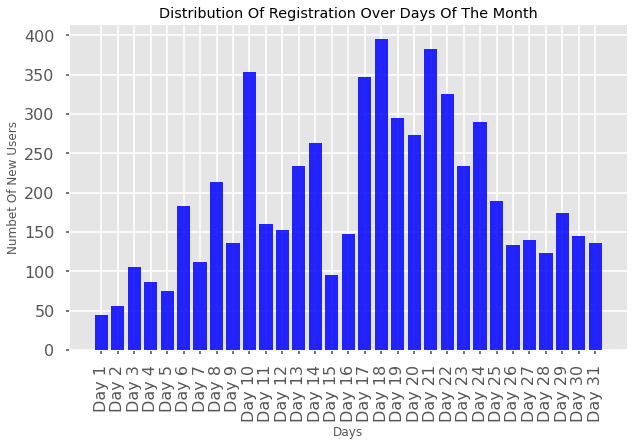 Distribution Of Registration Over Days Of The Month
Numbet Of New Users
400
350
300
250
200
150
100
50
0
Day 1
Day 2
Day 3
Day 4
Day 5
Day 6
Day 7
Day 8
Day 9
Day 10
Day 11
Day 12
Day 13
Day 14
Day 15
Day 16
Day 17
Day 18
Day 19
Day 20
Day 21
Day 22
Day 23
Day 24
Day 25
Day 26
Day 27
Day 28
Day 29
Day 30
Day 31
Days